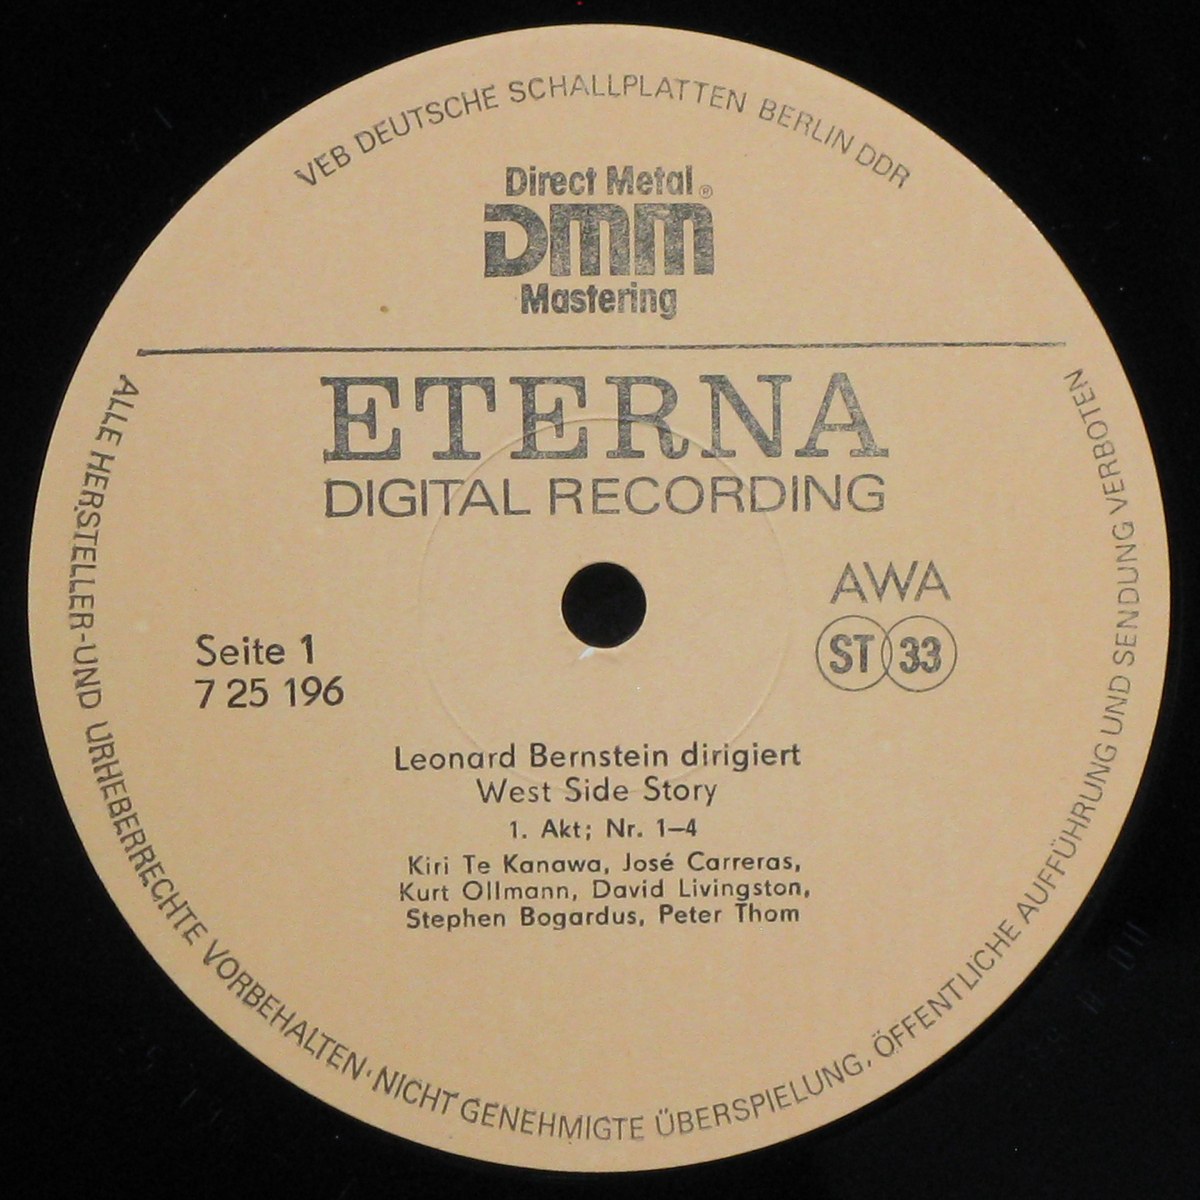 VEB DEUTSCHE SCHALLPLATTEN BERLIN DDR
Direct Metal ®
DMM
Mastering
ETERNA
DIGITAL RECORDING
AWA
ST 33
Seite 1
7 25 196
Leonard Bernstein dirigiert
West Side Story
1. Akt; Nr. 1–4
Kiri Te Kanawa, José Carreras,
Kurt Ollmann, David Livingston,
Stephen Bogardus, Peter Thom
ALLE HERSTELLER-UND URHEBERRECHTE VORBEHALTEN · NICHT GENEHMIGTE ÜBERSPIELUNG, ÖFFENTLICHE AUFFÜHRUNG UND SENDUNG VERBOTEN